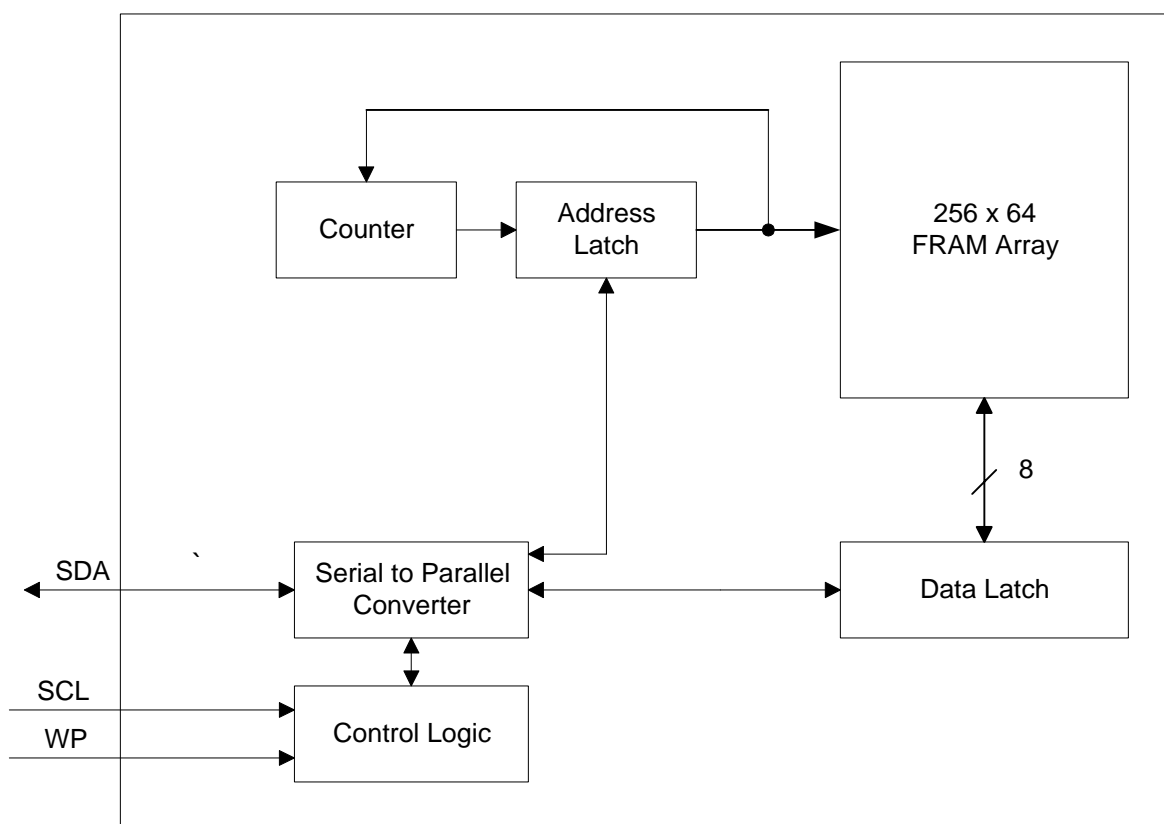 Counter
Address
Latch
256 x 64
FRAM Array
8
SDA
`
Serial to Parallel
Converter
Data Latch
SCL
WP
Control Logic